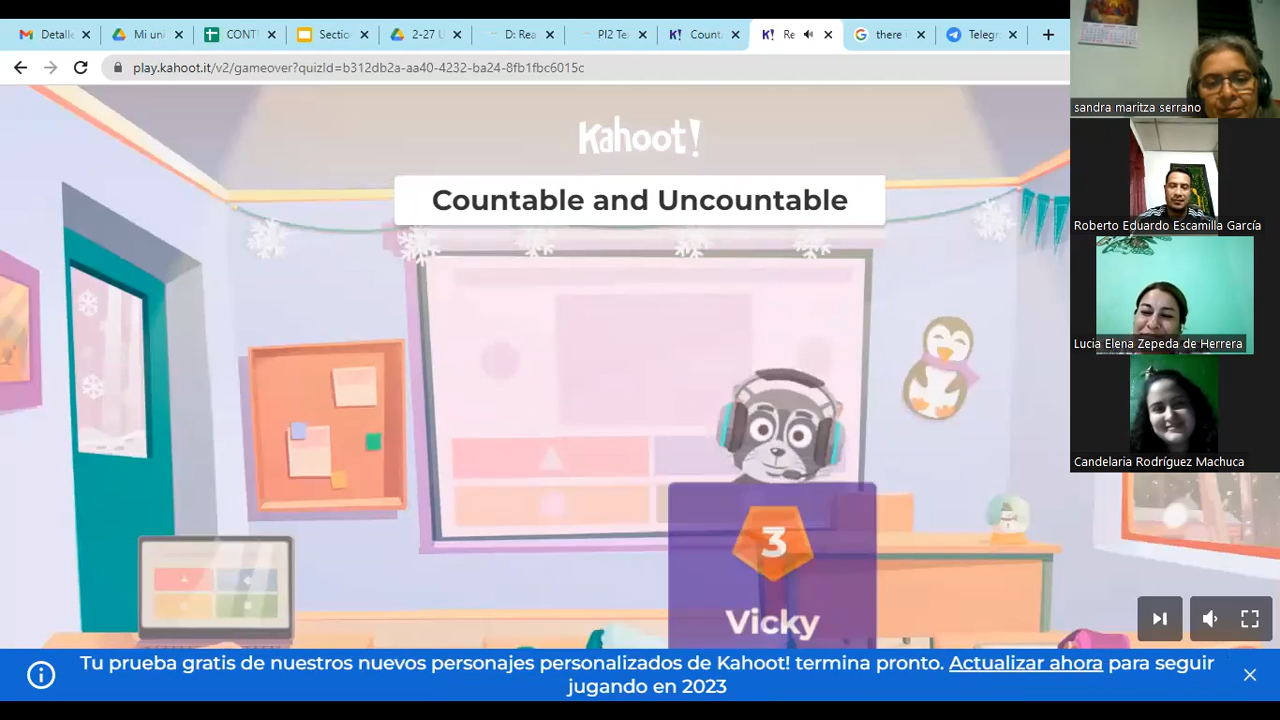 Detalle
Mi uni
CONT
Sectio
2-27 U
D: Rea
PI2 Te
K! Count
K! Re
there i
Telegr
play.kahoot.it/v2/gameover?quizId=b312db2a-aa40-4232-ba24-8fb1fbc6015c
Kahoot!
Countable and Uncountable
3
Vicky
sandra maritza serrano
Roberto Eduardo Escamilla García
Lucia Elena Zepeda de Herrera
Candelaria Rodríguez Machuca
Tu prueba gratis de nuestros nuevos personajes personalizados de Kahoot! termina pronto. Actualizar ahora para seguir
jugando en 2023